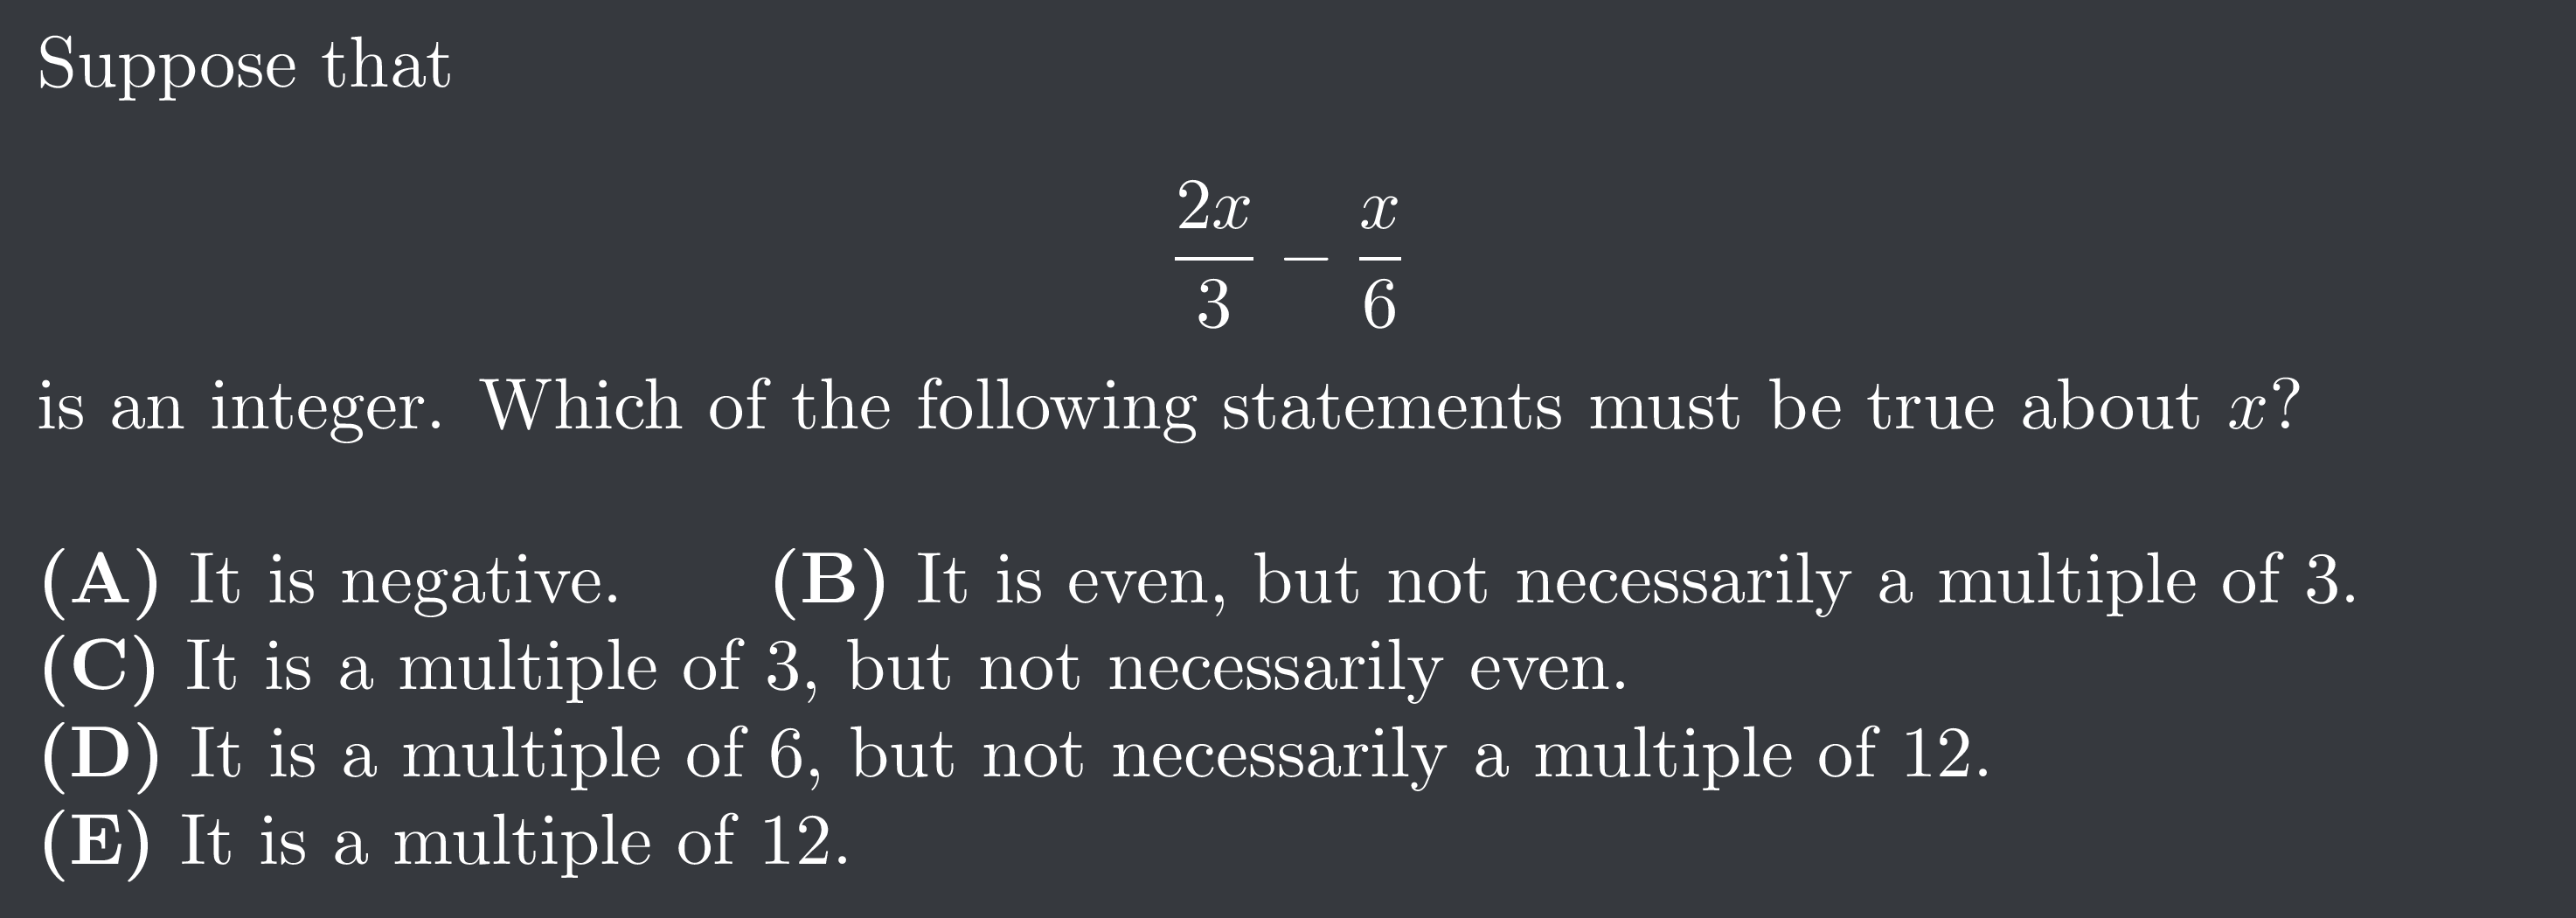 Suppose that
\frac{2x}{3} - \frac{x}{6}
is an integer. Which of the following statements must be true about x?
(A) It is negative. (B) It is even, but not necessarily a multiple of 3.
(C) It is a multiple of 3, but not necessarily even.
(D) It is a multiple of 6, but not necessarily a multiple of 12.
(E) It is a multiple of 12.